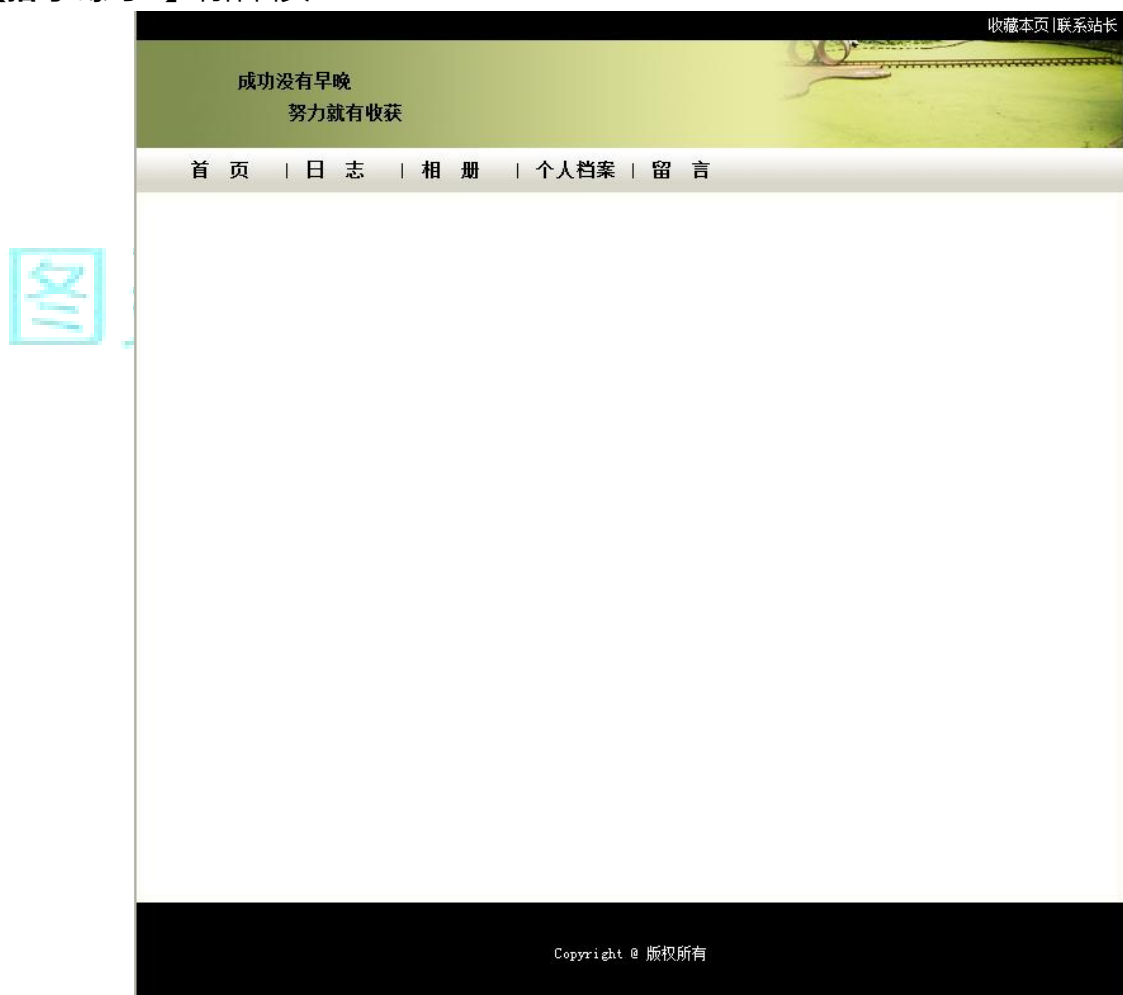 收藏本页|联系站长
成功没有早晚
努力就有收获
首 页 | 日 志 | 相 册 | 个人档案 | 留 言
图
Copyright @ 版权所有